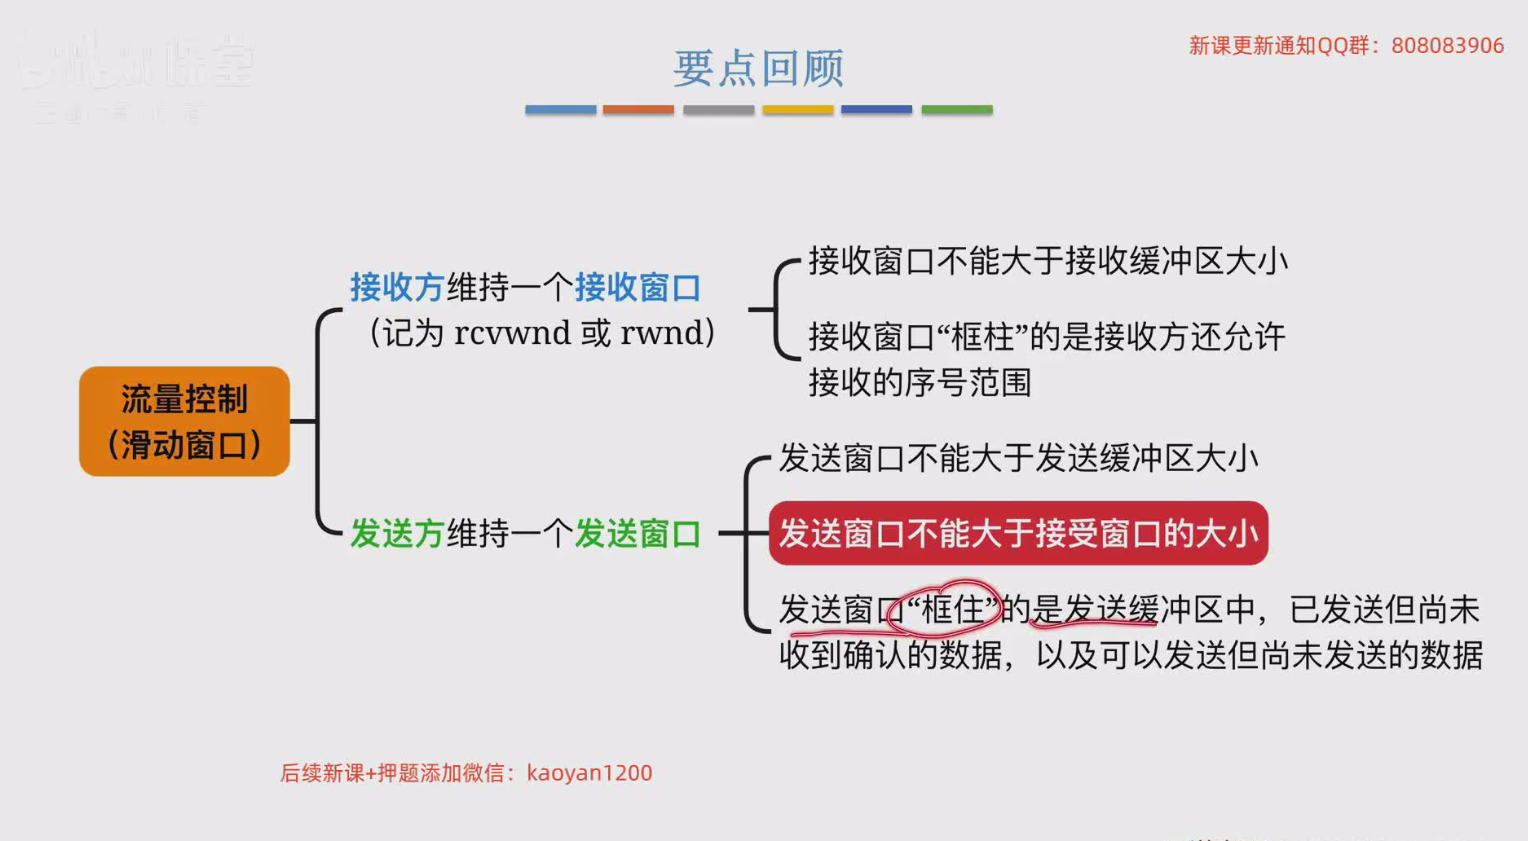 要点回顾
新课更新通知QQ群：808083906
流量控制
（滑动窗口）
接收方维持一个接收窗口
（记为 rcvwnd 或 rwnd）
接收窗口不能大于接收缓冲区大小
接收窗口“框柱”的是接收方还允许
接收的序号范围
发送方维持一个发送窗口
发送窗口不能大于发送缓冲区大小
发送窗口不能大于接受窗口的大小
发送窗口“框住”的是发送缓冲区中，已发送但尚未
收到确认的数据，以及可以发送但尚未发送的数据
后续新课+押题添加微信：kaoyan1200